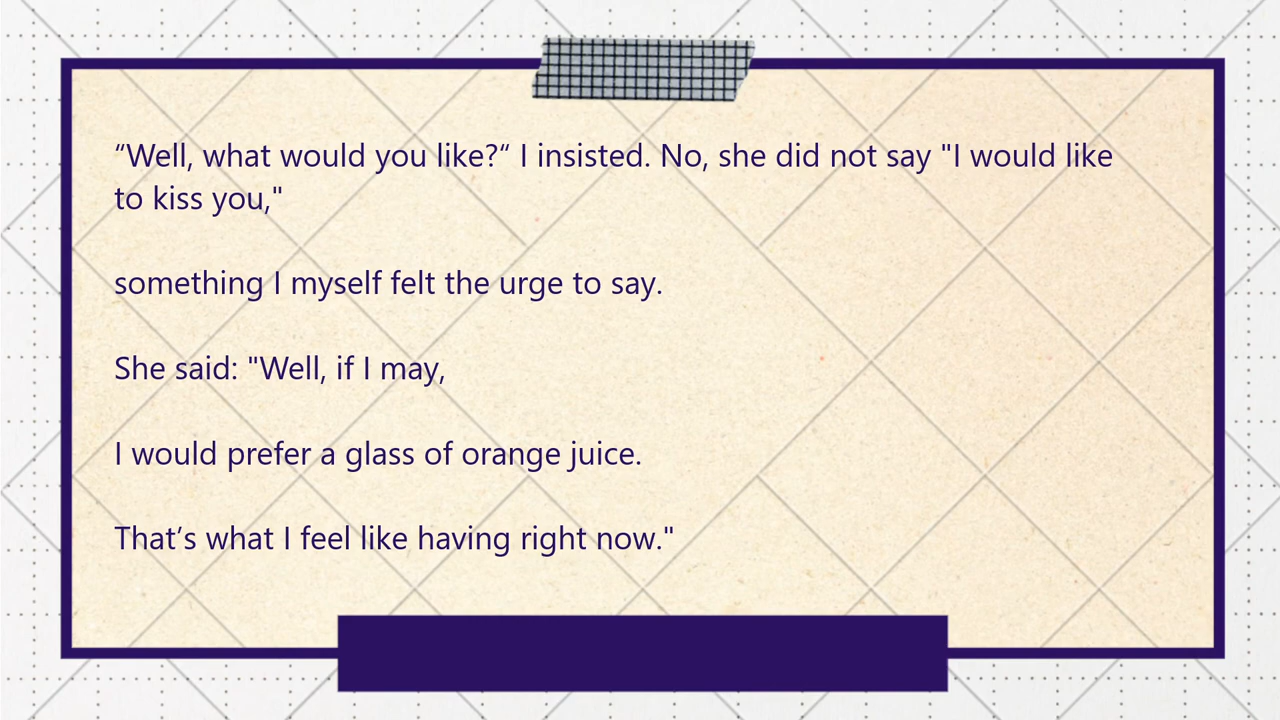 “Well, what would you like?“ I insisted. No, she did not say "I would like
to kiss you,"
something I myself felt the urge to say.
She said: "Well, if I may,
I would prefer a glass of orange juice.
That’s what I feel like having right now."